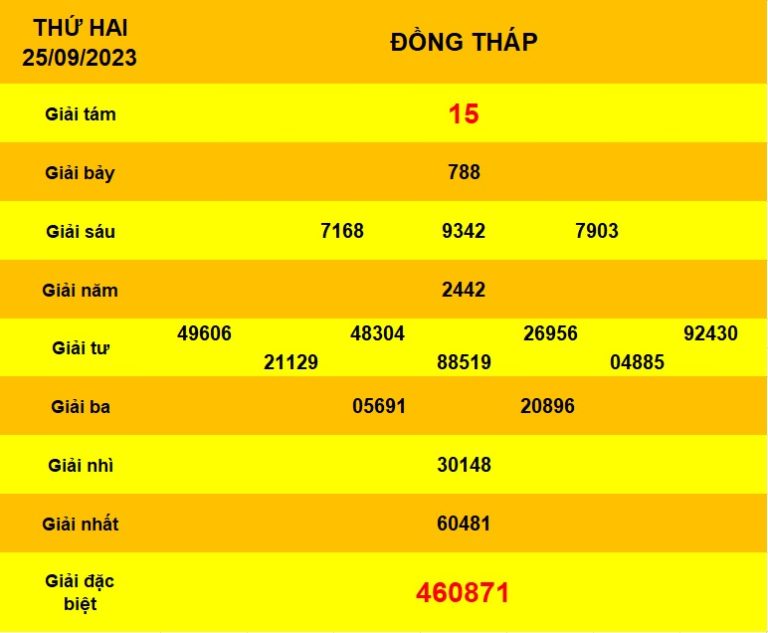 THỨ HAI
25/09/2023
ĐỒNG THÁP
Giải tám
15
Giải bảy
788
Giải sáu
7168 9342 7903
Giải năm
2442
Giải tư
49606 48304 26956 92430
21129 88519 04885
Giải ba
05691 20896
Giải nhì
30148
Giải nhất
60481
Giải đặc
biệt
460871